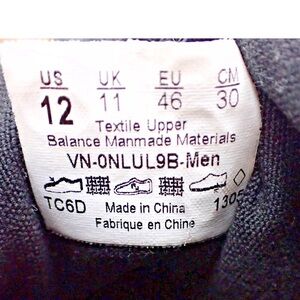 US UK EU CM
12 11 46 30
Textile Upper
Balance Manmade Materials
VN-0NLUL9B-Men
TC6D Made in China
Fabrique en Chine